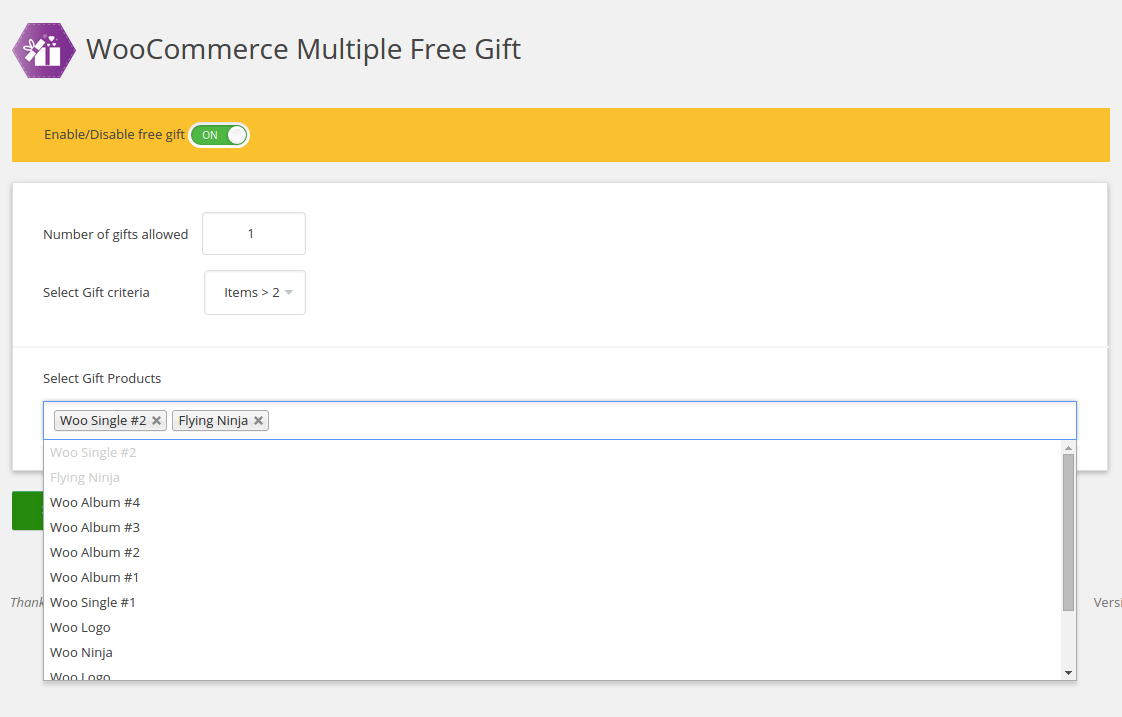 WooCommerce Multiple Free Gift
Enable/Disable free gift ON
Number of gifts allowed 1
Select Gift criteria Items > 2
Select Gift Products
Woo Single #2 Flying Ninja
Woo Single #2
Flying Ninja
Woo Album #4
Woo Album #3
Woo Album #2
Woo Album #1
Woo Single #1
Thank Versi
Woo Logo
Woo Ninja
Woo Logo